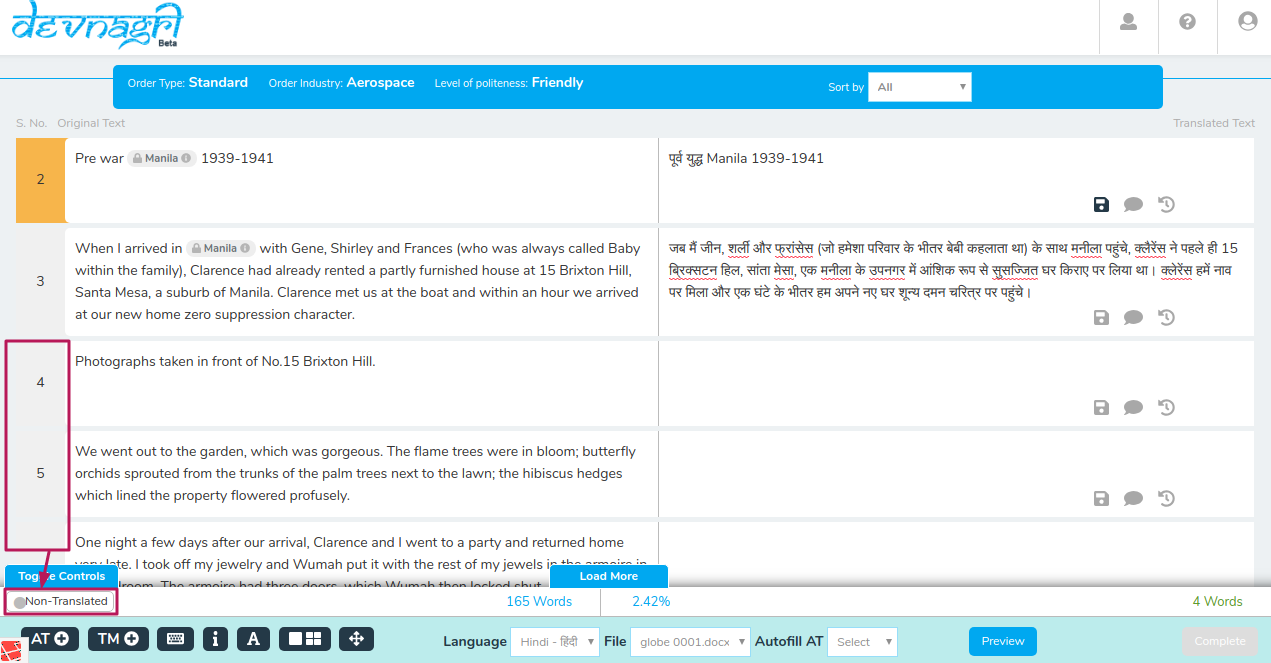 devnagri
Beta
Order Type: Standard Order Industry: Aerospace Level of politeness: Friendly Sort by All
S. No. Original Text Translated Text
2 Pre war Manila 1939-1941 पूर्व युद्ध Manila 1939-1941
3
When I arrived in Manila with Gene, Shirley and Frances (who was always called Baby
within the family), Clarence had already rented a partly furnished house at 15 Brixton Hill,
Santa Mesa, a suburb of Manila. Clarence met us at the boat and within an hour we arrived
at our new home zero suppression character.
जब मैं जीन, शर्ली और फ्रांसेस (जो हमेशा परिवार के भीतर बेबी कहलाता था) के साथ मनीला पहुंचे, क्लैरेंस ने पहले ही 15
ब्रिक्सटन हिल, सांता मेसा, एक मनीला के उपनगर में आंशिक रूप से सुसज्जित घर किराए पर लिया था। क्लेरेंस हमें नाव
पर मिला और एक घंटे के भीतर हम अपने नए घर शून्य दमन चरित्र पर पहुंचे।
4 Photographs taken in front of No.15 Brixton Hill.
5
We went out to the garden, which was gorgeous. The flame trees were in bloom; butterfly
orchids sprouted from the trunks of the palm trees next to the lawn; the hibiscus hedges
which lined the property flowered profusely.
One night a few days after our arrival, Clarence and I went to a party and returned home
very late. I took off my jewelry and Wumah put it with the rest of my jewels in the armoire in
The armoire had three doors, which Wumah then locked shut.
Toggle Controls Load More
Non-Translated 165 Words 2.42% 4 Words
AT TM i A Language Hindi - हिंदी File globe 0001.docx Autofill AT Select Preview Complete